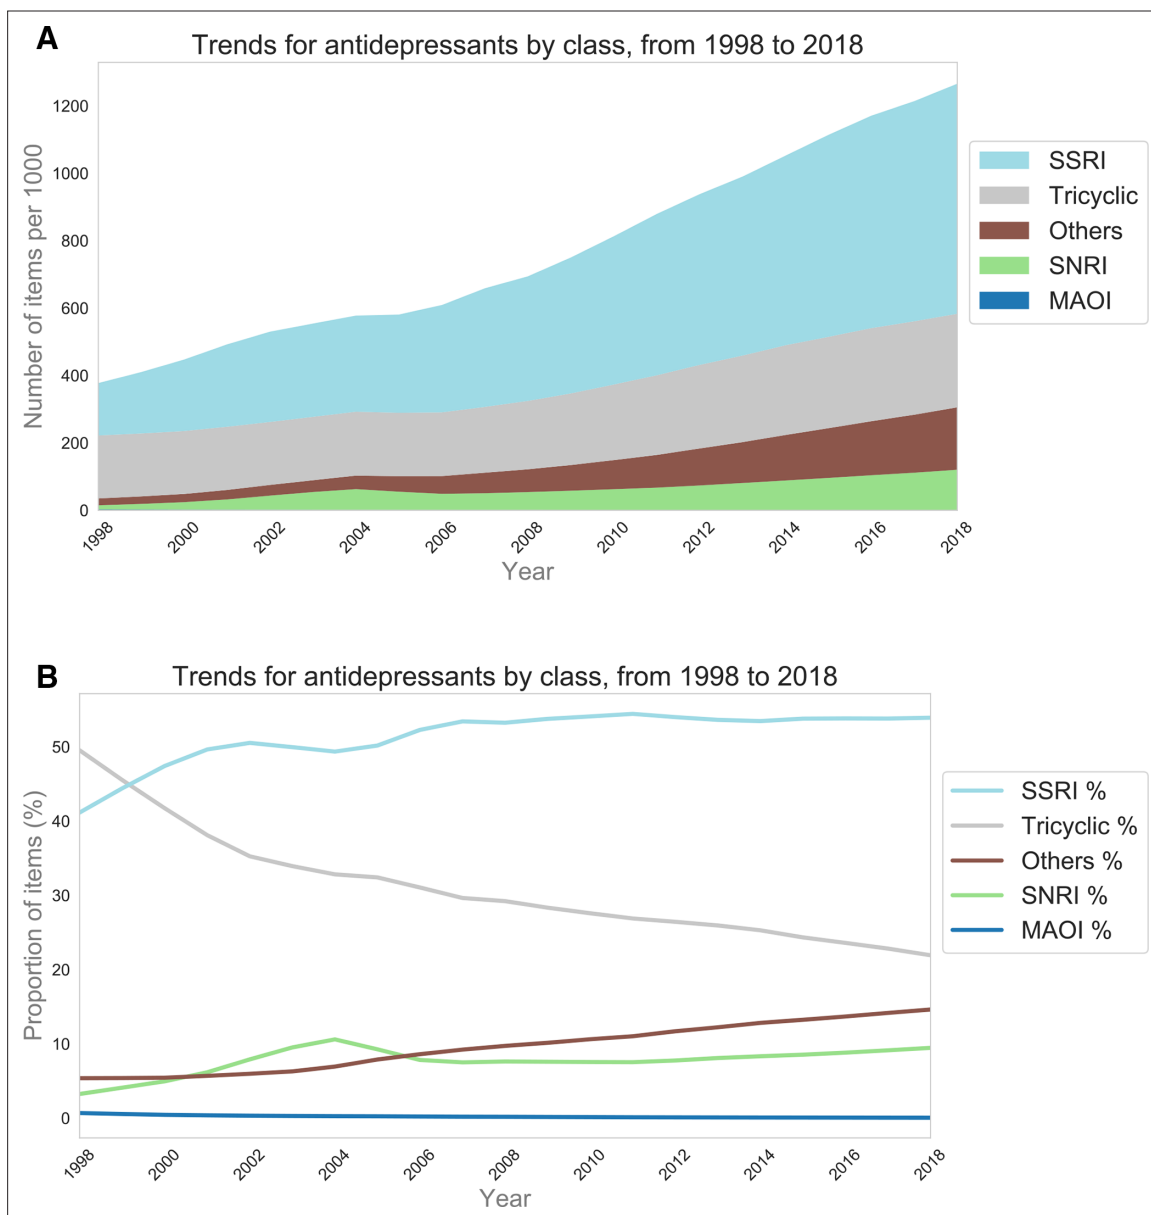 A
Trends for antidepressants by class, from 1998 to 2018
Number of items per 1000
1200
1000
800
600
400
200
0
1998
2000
2002
2004
2006
2008
2010
2012
2014
2016
2018
Year
SSRI
Tricyclic
Others
SNRI
MAOI
B
Trends for antidepressants by class, from 1998 to 2018
Proportion of items (%)
50
40
30
20
10
0
1998
2000
2002
2004
2006
2008
2010
2012
2014
2016
2018
Year
SSRI %
Tricyclic %
Others %
SNRI %
MAOI %